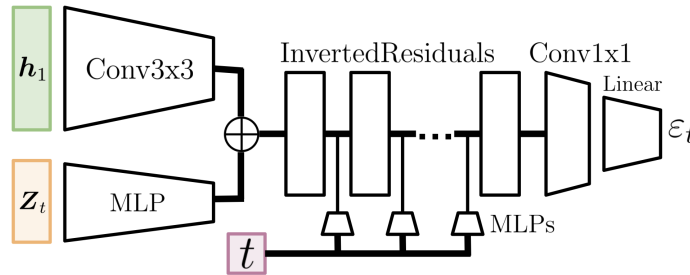 h₁
Conv3x3
InvertedResiduals
Conv1x1
Linear
εₜ
Zₜ
MLP
MLPs
t